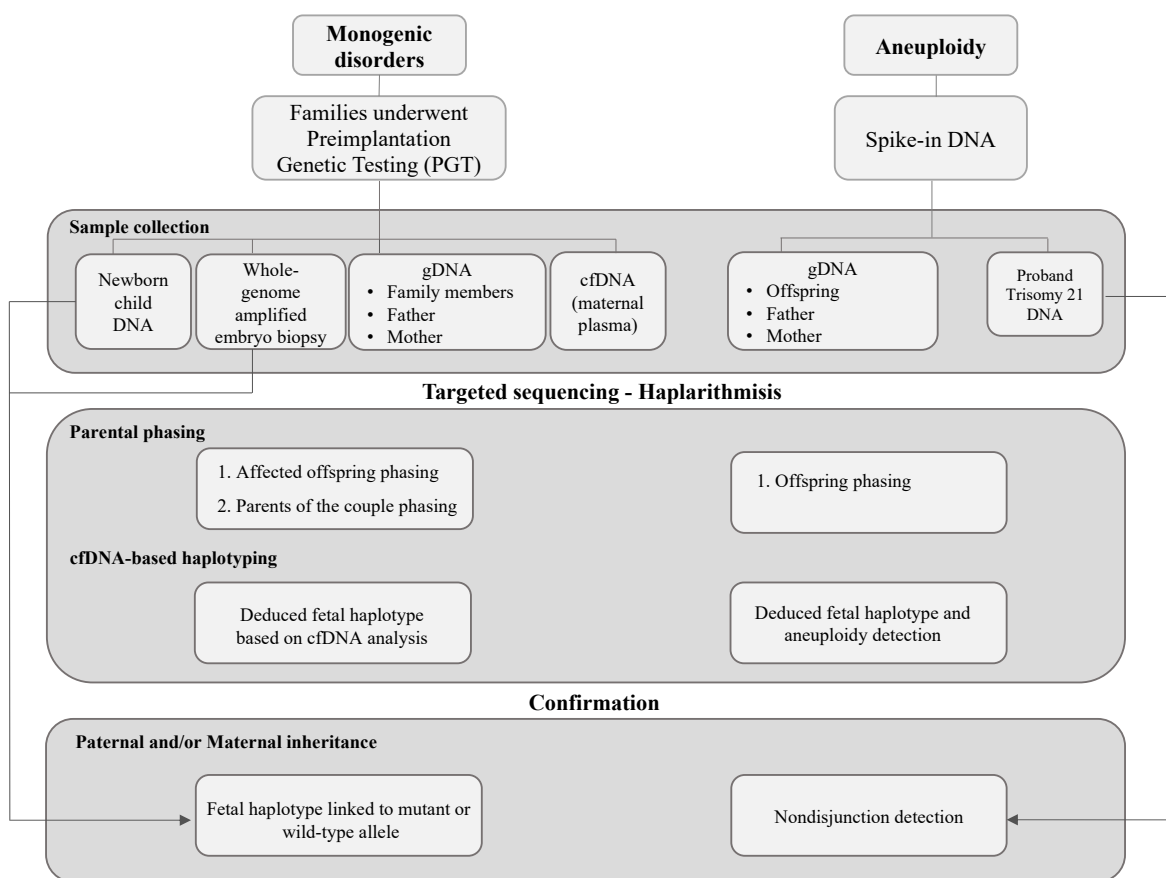 Monogenic
disorders
Aneuploidy
Families underwent
Preimplantation
Genetic Testing (PGT)
Spike-in DNA
Sample collection
Newborn
child
DNA
Whole-
genome
amplified
embryo biopsy
gDNA
• Family members
• Father
• Mother
cfDNA
(maternal
plasma)
gDNA
• Offspring
• Father
• Mother
Proband
Trisomy 21
DNA
Targeted sequencing - Haplarithmisis
Parental phasing
1. Affected offspring phasing
2. Parents of the couple phasing
1. Offspring phasing
cfDNA-based haplotyping
Deduced fetal haplotype
based on cfDNA analysis
Deduced fetal haplotype and
aneuploidy detection
Confirmation
Paternal and/or Maternal inheritance
Fetal haplotype linked to mutant or
wild-type allele
Nondisjunction detection